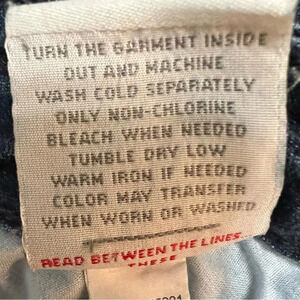 TURN THE GARMENT INSIDE
OUT AND MACHINE
WASH COLD SEPARATELY
ONLY NON-CHLORINE
BLEACH WHEN NEEDED
TUMBLE DRY LOW
WARM IRON IF NEEDED
COLOR MAY TRANSFER
WHEN WORN OR WASHED
READ BETWEEN THE LINES...
THESE